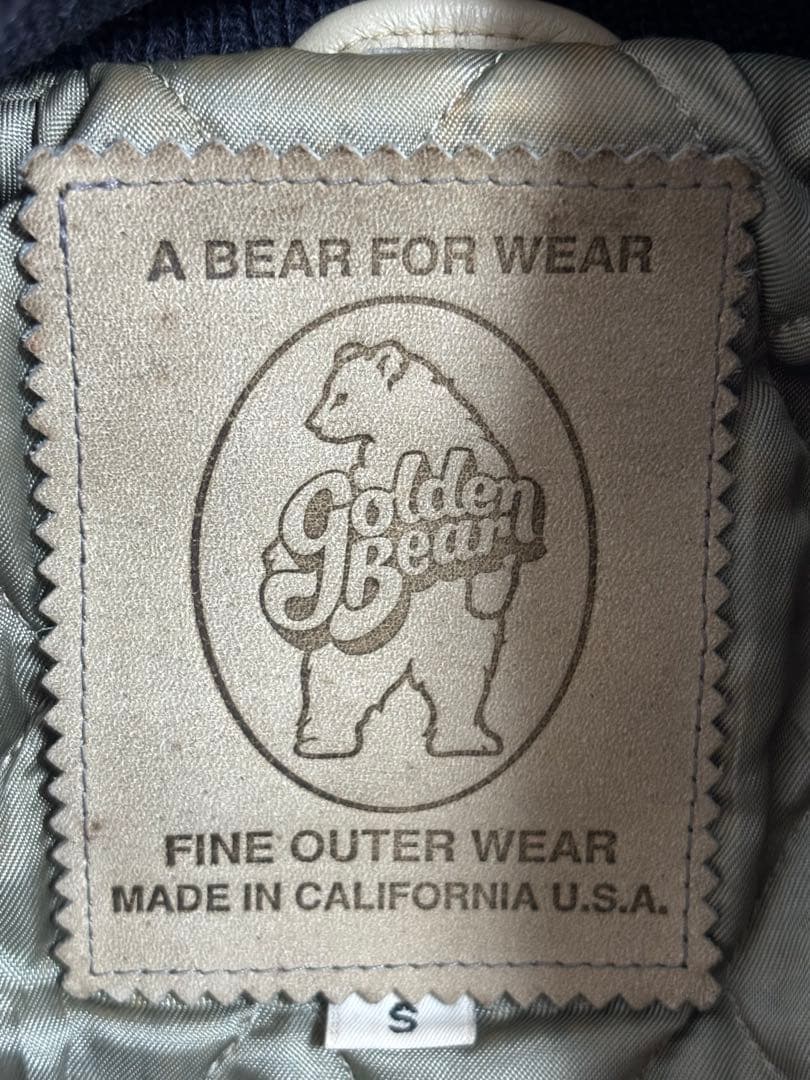 A BEAR FOR WEAR
Golden
Bear
FINE OUTER WEAR
MADE IN CALIFORNIA U.S.A.
S